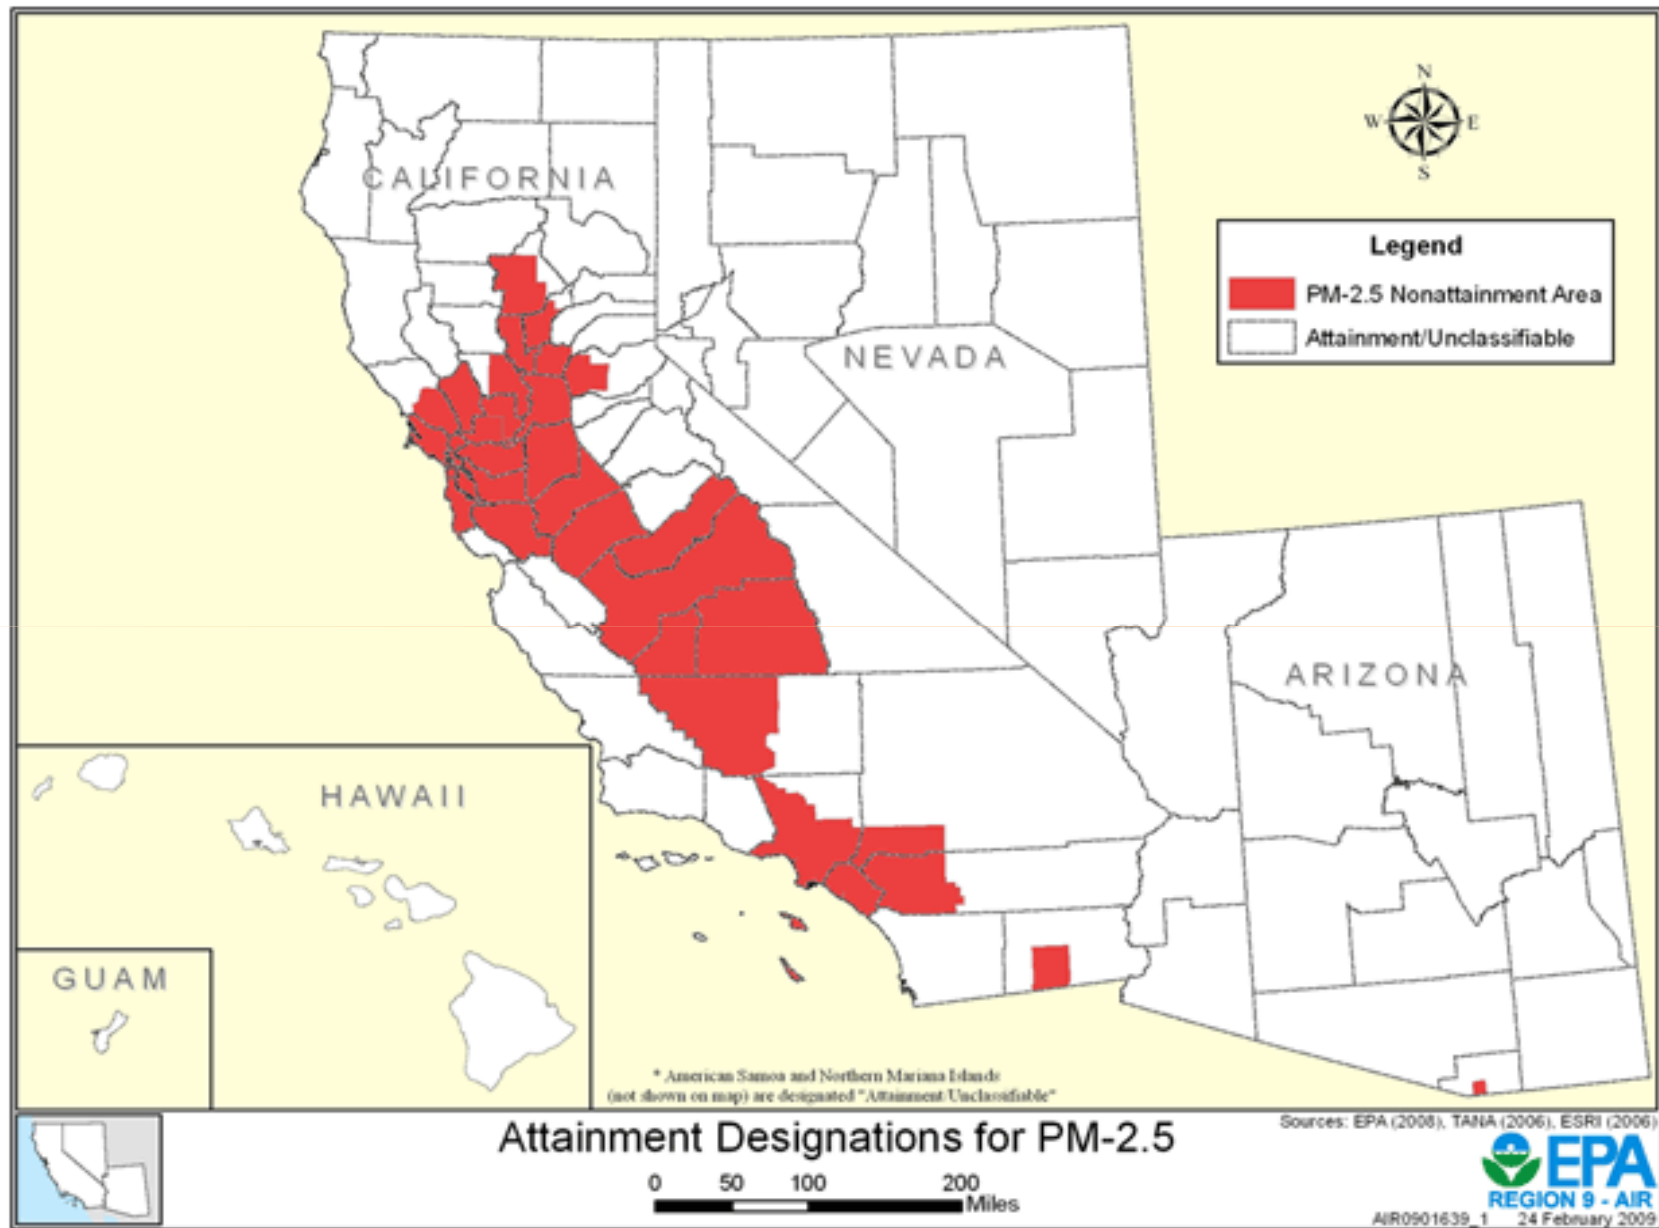 N
W E
S
CALIFORNIA
Legend
PM-2.5 Nonattainment Area
Attainment/Unclassifiable
NEVADA
ARIZONA
HAWAII
GUAM
* American Samoa and Northern Mariana Islands
(not shown on map) are designated "Attainment/Unclassifiable"
Attainment Designations for PM-2.5
0 50 100 200
Miles
Sources: EPA (2008), TANA (2006), ESRI (2006)
EPA
REGION 9 - AIR
AIR0901639_1 24 February 2009